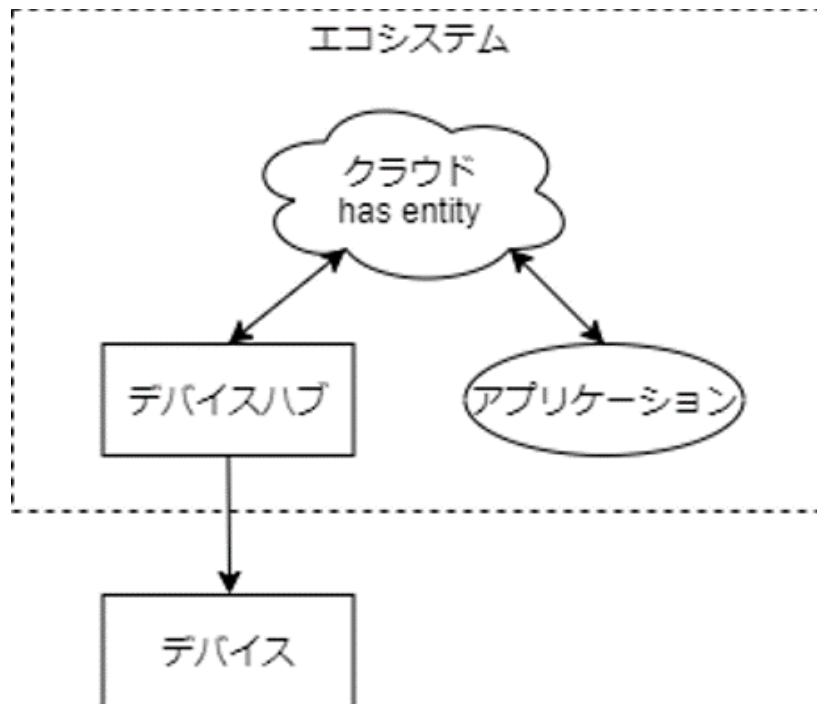 エコシステム
クラウド
has entity
デバイスハブ
アプリケーション
デバイス